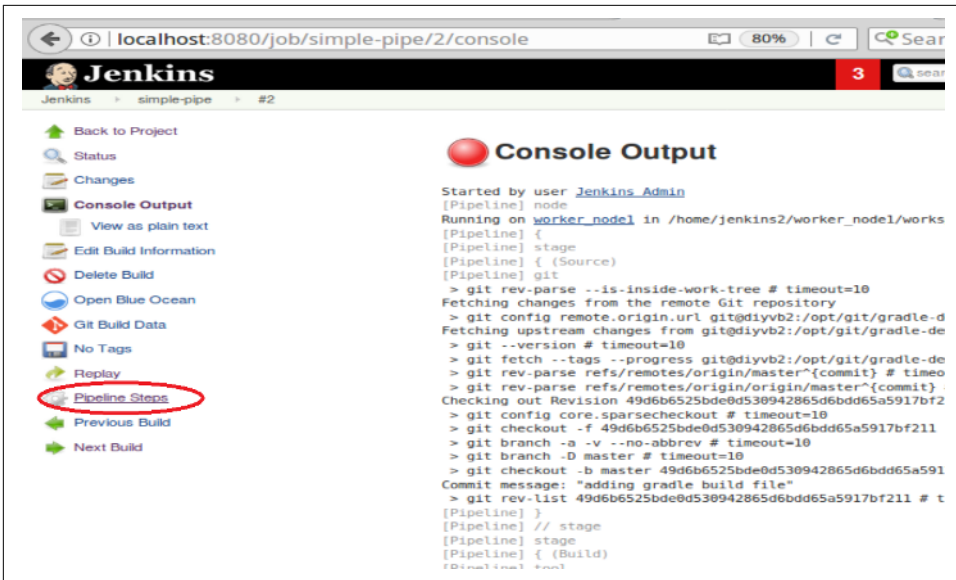 localhost:8080/job/simple-pipe/2/console
80%
Sear
Jenkins
3
sear
Jenkins
simple-pipe
#2
Back to Project
Status
Changes
Console Output
View as plain text
Edit Build Information
Delete Build
Open Blue Ocean
Git Build Data
No Tags
Replay
Pipeline Steps
Previous Build
Next Build
Console Output
Started by user Jenkins Admin
[Pipeline] node
Running on worker_node1 in /home/jenkins2/worker_node1/works
[Pipeline] {
[Pipeline] stage
[Pipeline] { (Source)
[Pipeline] git
> git rev-parse --is-inside-work-tree # timeout=10
Fetching changes from the remote Git repository
> git config remote.origin.url git@diyvb2:/opt/git/gradle-d
Fetching upstream changes from git@diyvb2:/opt/git/gradle-de
> git --version # timeout=10
> git fetch --tags --progress git@diyvb2:/opt/git/gradle-de
> git rev-parse refs/remotes/origin/master^{commit} # timeo
> git rev-parse refs/remotes/origin/origin/master^{commit}
Checking out Revision 49d6b6525bde0d530942865d6bdd65a5917bf2
> git config core.sparsecheckout # timeout=10
> git checkout -f 49d6b6525bde0d530942865d6bdd65a5917bf211
> git branch -a -v --no-abbrev # timeout=10
> git branch -D master # timeout=10
> git checkout -b master 49d6b6525bde0d530942865d6bdd65a591
Commit message: "adding gradle build file"
> git rev-list 49d6b6525bde0d530942865d6bdd65a5917bf211 # t
[Pipeline] }
[Pipeline] // stage
[Pipeline] stage
[Pipeline] { (Build)
[Pipeline] tool